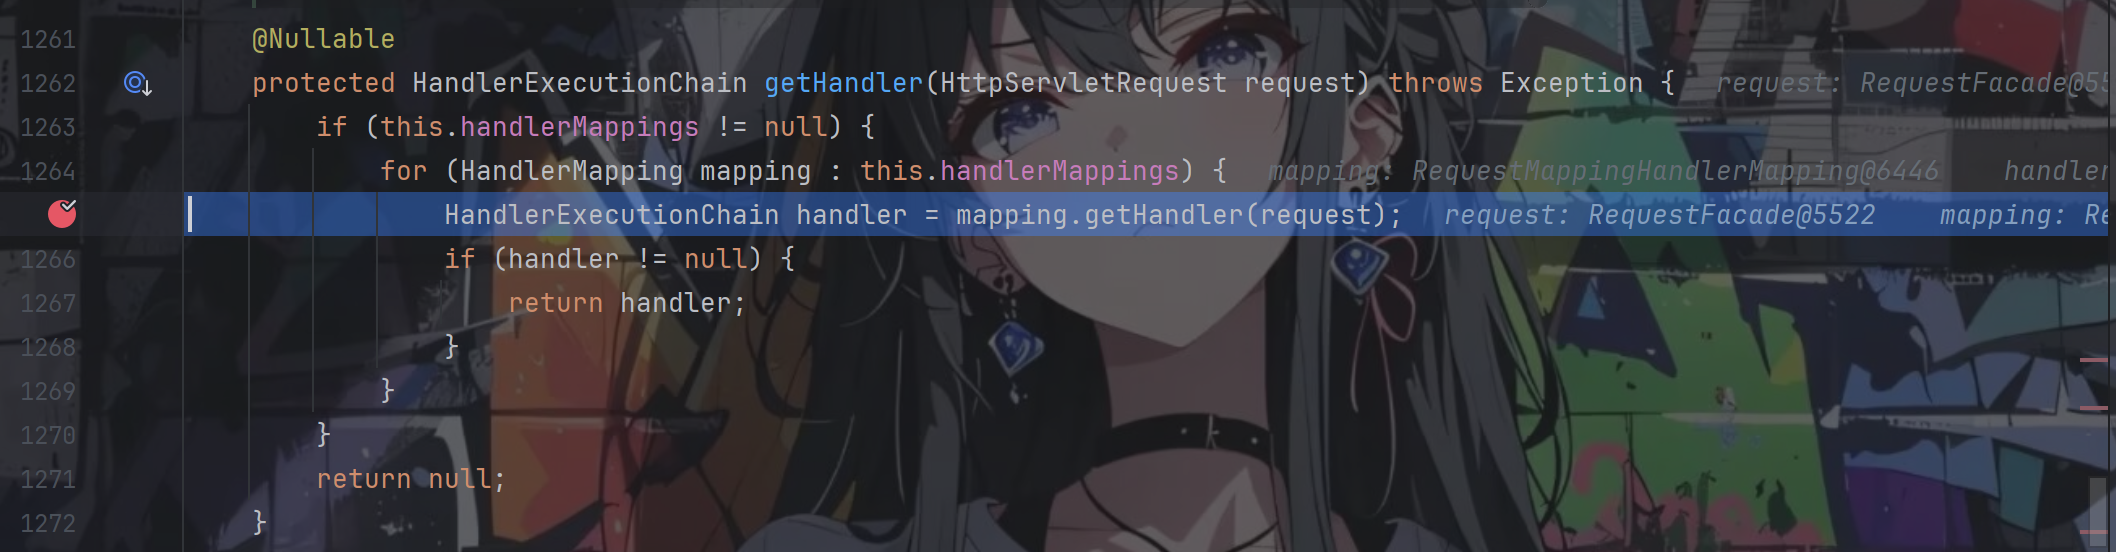 1261 @Nullable
1262 protected HandlerExecutionChain getHandler(HttpServletRequest request) throws Exception { request: RequestFacade@55
1263 if (this.handlerMappings != null) {
1264 for (HandlerMapping mapping : this.handlerMappings) { mapping: RequestMappingHandlerMapping@6446 handler
HandlerExecutionChain handler = mapping.getHandler(request); request: RequestFacade@5522 mapping: Re
1266 if (handler != null) {
1267 return handler;
1268 }
1269 }
1270 }
1271 return null;
1272 }